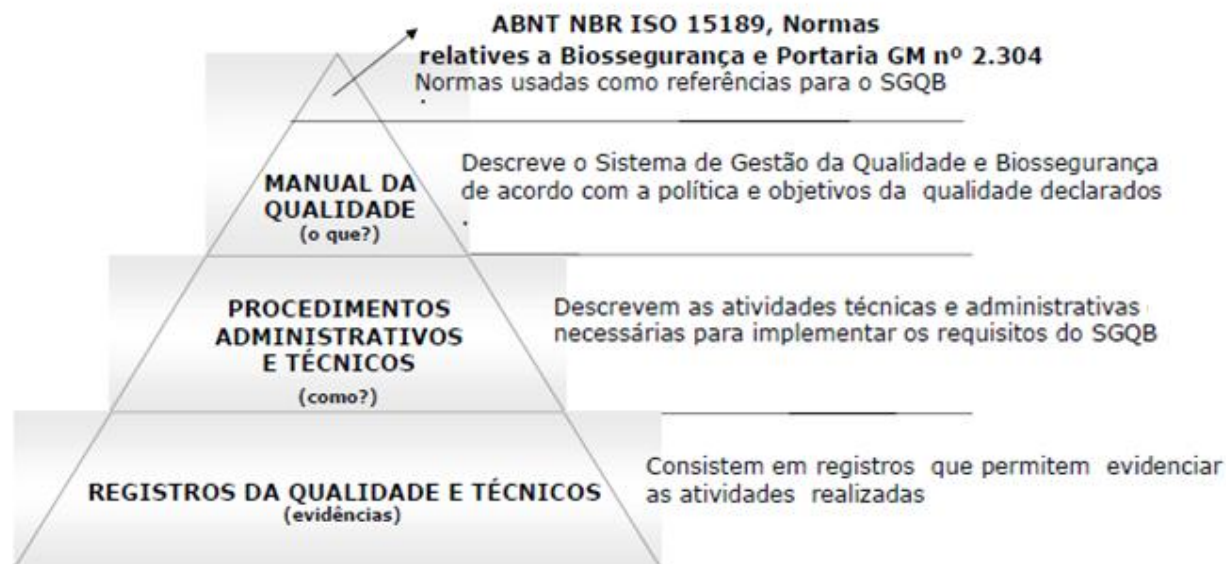 ABNT NBR ISO 15189, Normas
relatives a Biossegurança e Portaria GM nº 2.304
Normas usadas como referências para o SGQB
.
Descreve o Sistema de Gestão da Qualidade e Biossegurança
de acordo com a política e objetivos da qualidade declarados
.
MANUAL DA
QUALIDADE
(o que?)
Descrevem as atividades técnicas e administrativas
necessárias para implementar os requisitos do SGQB
PROCEDIMENTOS
ADMINISTRATIVOS
E TÉCNICOS
(como?)
Consistem em registros que permitem evidenciar
as atividades realizadas
REGISTROS DA QUALIDADE E TÉCNICOS
(evidências)